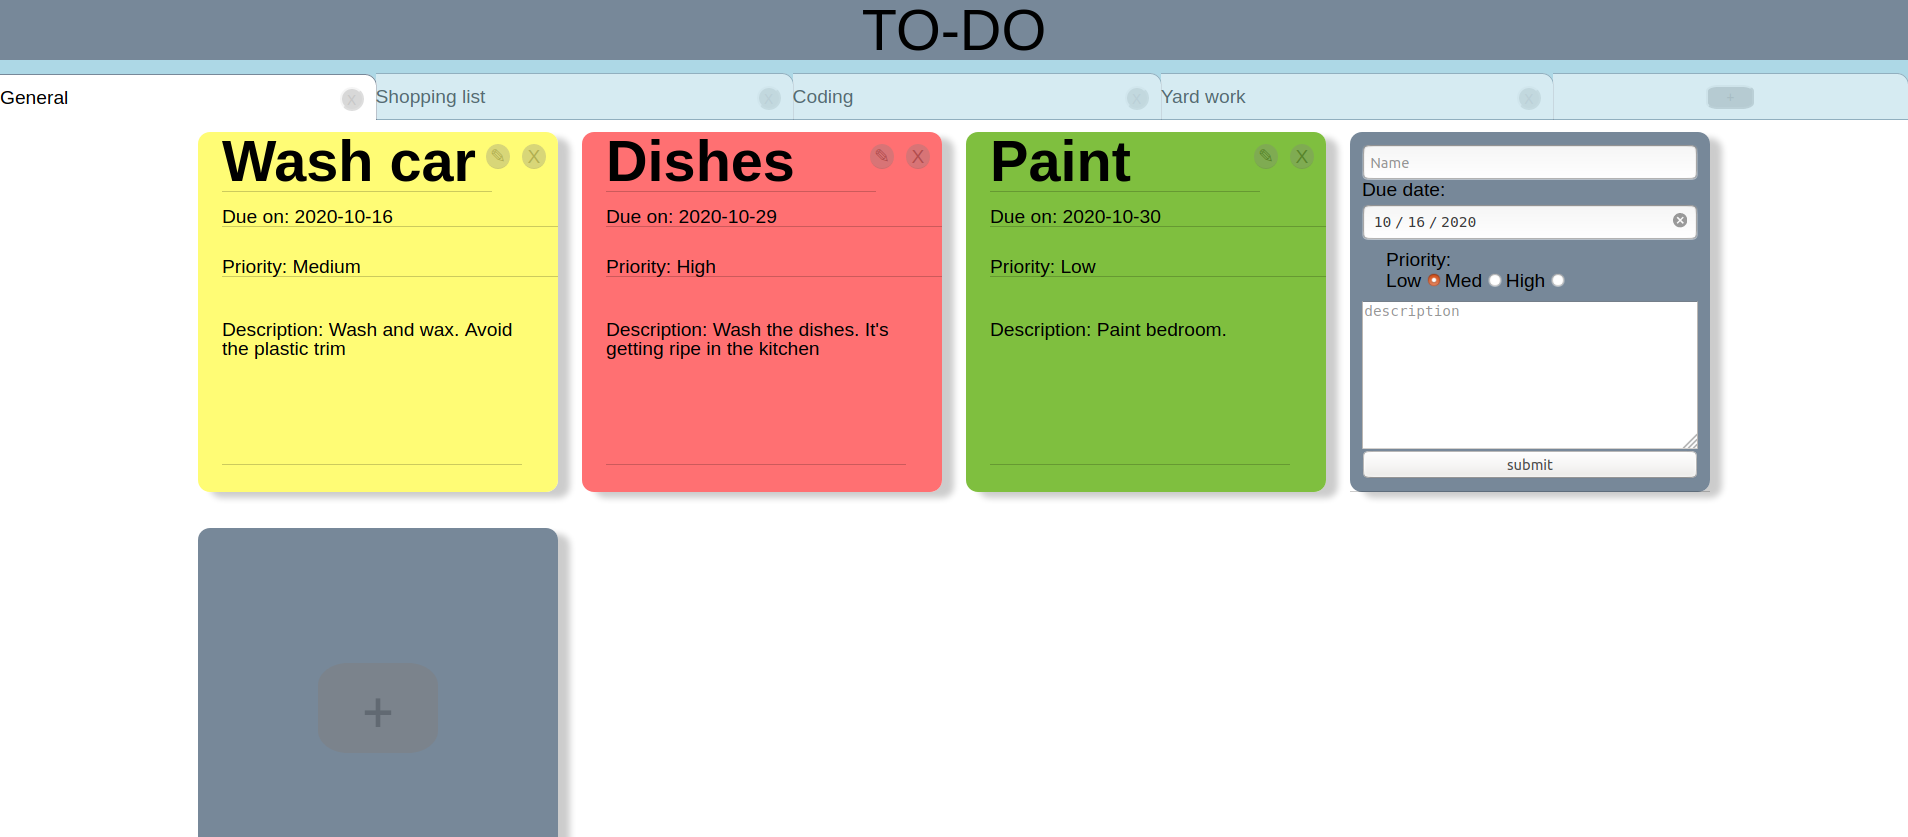 TO-DO
General x
Shopping list x
Coding x
Yard work x
+
Wash car ✎ X
Due on: 2020-10-16
Priority: Medium
Description: Wash and wax. Avoid
the plastic trim
Dishes ✎ X
Due on: 2020-10-29
Priority: High
Description: Wash the dishes. It's
getting ripe in the kitchen
Paint ✎ X
Due on: 2020-10-30
Priority: Low
Description: Paint bedroom.
Name
Due date:
10 / 16 / 2020
Priority:
Low Med High
description
submit
+